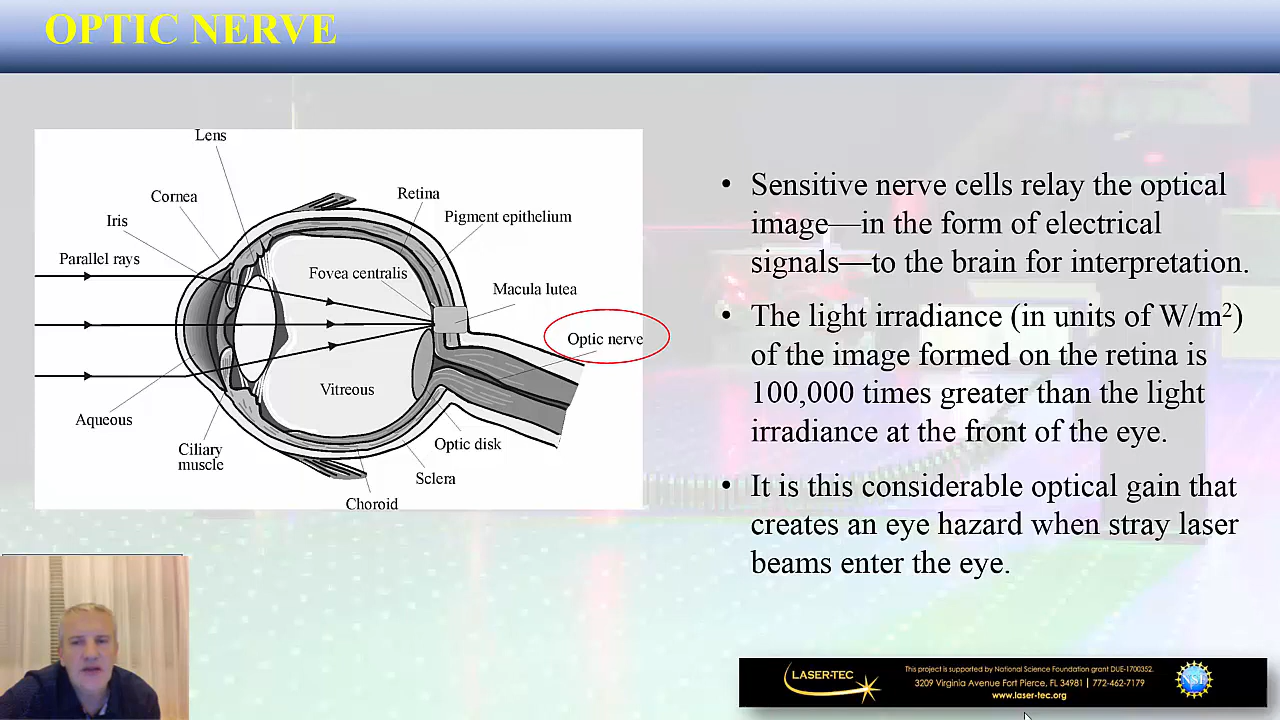 OPTIC NERVE
Lens
Cornea
Retina
Iris
Pigment epithelium
Parallel rays
Fovea centralis
Macula lutea
Optic nerve
Vitreous
Aqueous
Optic disk
Ciliary
muscle
Sclera
Choroid
• Sensitive nerve cells relay the optical
image—in the form of electrical
signals—to the brain for interpretation.
• The light irradiance (in units of W/m²)
of the image formed on the retina is
100,000 times greater than the light
irradiance at the front of the eye.
• It is this considerable optical gain that
creates an eye hazard when stray laser
beams enter the eye.
LASER-TEC
This project is supported by National Science Foundation grant DUE-1700352.
3209 Virginia Avenue Fort Pierce, FL 34981 | 772-462-7179
www.laser-tec.org
NSF